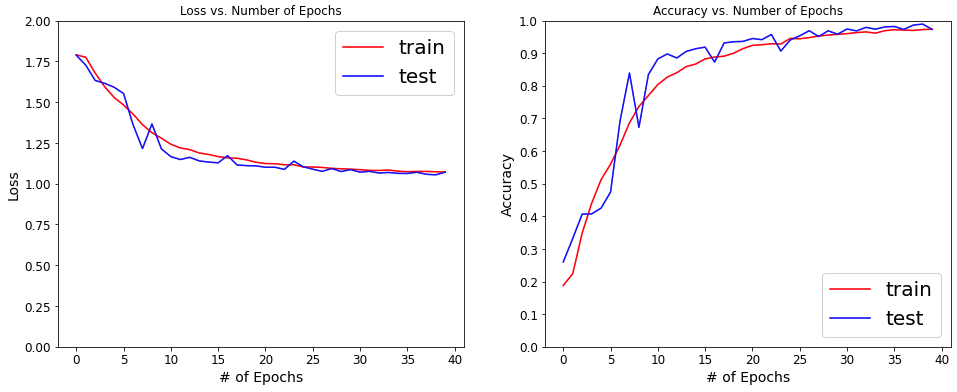 Loss vs. Number of Epochs
2.00
1.75
1.50
1.25
1.00
0.75
0.50
0.25
0.00
Loss
train
test
0 5 10 15 20 25 30 35 40
# of Epochs
Accuracy vs. Number of Epochs
1.0
0.9
0.8
0.7
0.6
0.5
0.4
0.3
0.2
0.1
0.0
Accuracy
train
test
0 5 10 15 20 25 30 35 40
# of Epochs